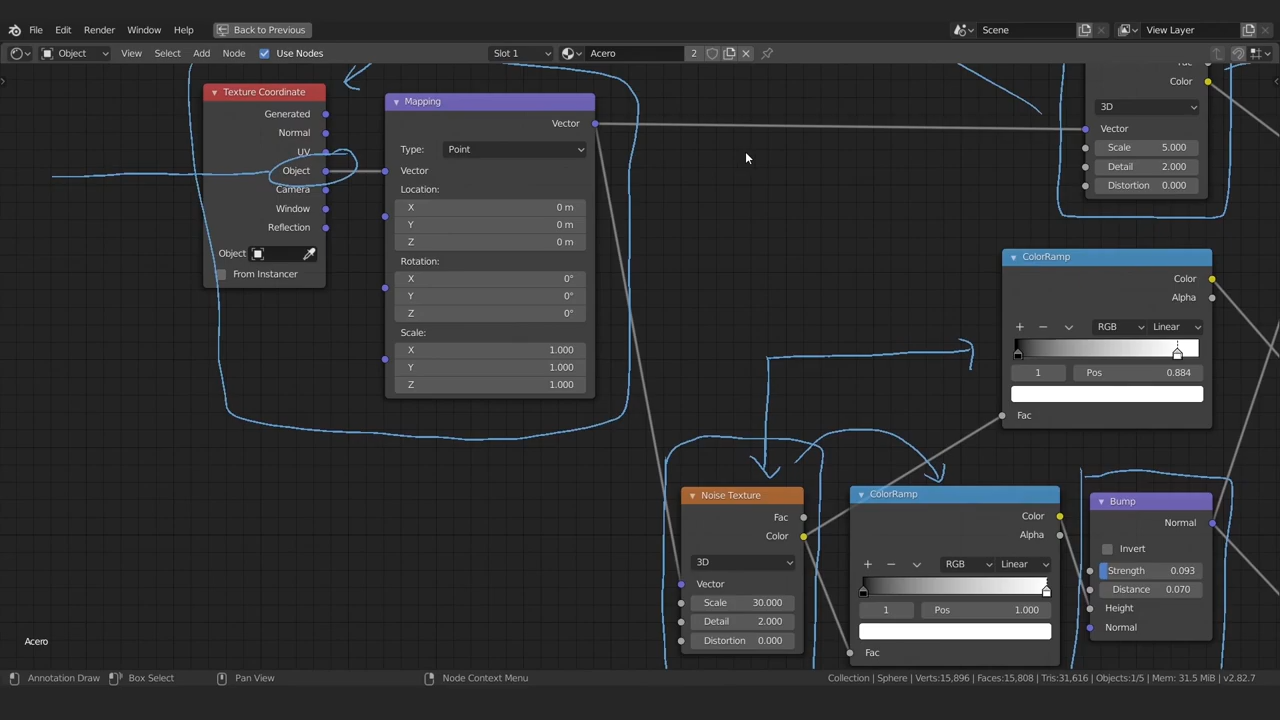 File Edit Render Window Help Back to Previous Scene View Layer
Object View Select Add Node Use Nodes Slot 1 Acero 2
Texture Coordinate
Generated
Normal
UV
Object
Camera
Window
Reflection
Object
From Instancer
Mapping
Vector
Type: Point
Vector
Location:
X 0 m
Y 0 m
Z 0 m
Rotation:
X 0°
Y 0°
Z 0°
Scale:
X 1.000
Y 1.000
Z 1.000
Color
3D
Vector
Scale 5.000
Detail 2.000
Distortion 0.000
ColorRamp
Color
Alpha
RGB Linear
1 Pos 0.884
Fac
Noise Texture
Fac
Color
3D
Vector
Scale 30.000
Detail 2.000
Distortion 0.000
ColorRamp
Color
Alpha
RGB Linear
1 Pos 1.000
Fac
Bump
Normal
Invert
Strength 0.093
Distance 0.070
Height
Normal
Acero
Annotation Draw Box Select Pan View Node Context Menu Collection | Sphere | Verts:15,896 | Faces:15,808 | Tris:31,616 | Objects:1/5 | Mem: 31.5 MiB | v2.82.7